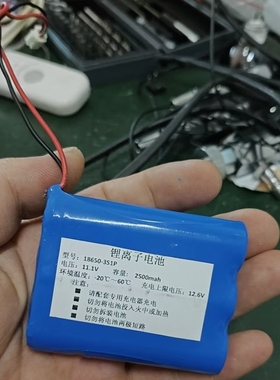 锂离子电池
型号：18650-3S1P
电压：11.1V 容量：2500mah
环境温度：-20℃～60℃ 充电上限电压：12.6V
注意：
请配套专用充电器充电
切勿将电池投入火中或加热
切勿拆装电池
切勿将电池两极短路